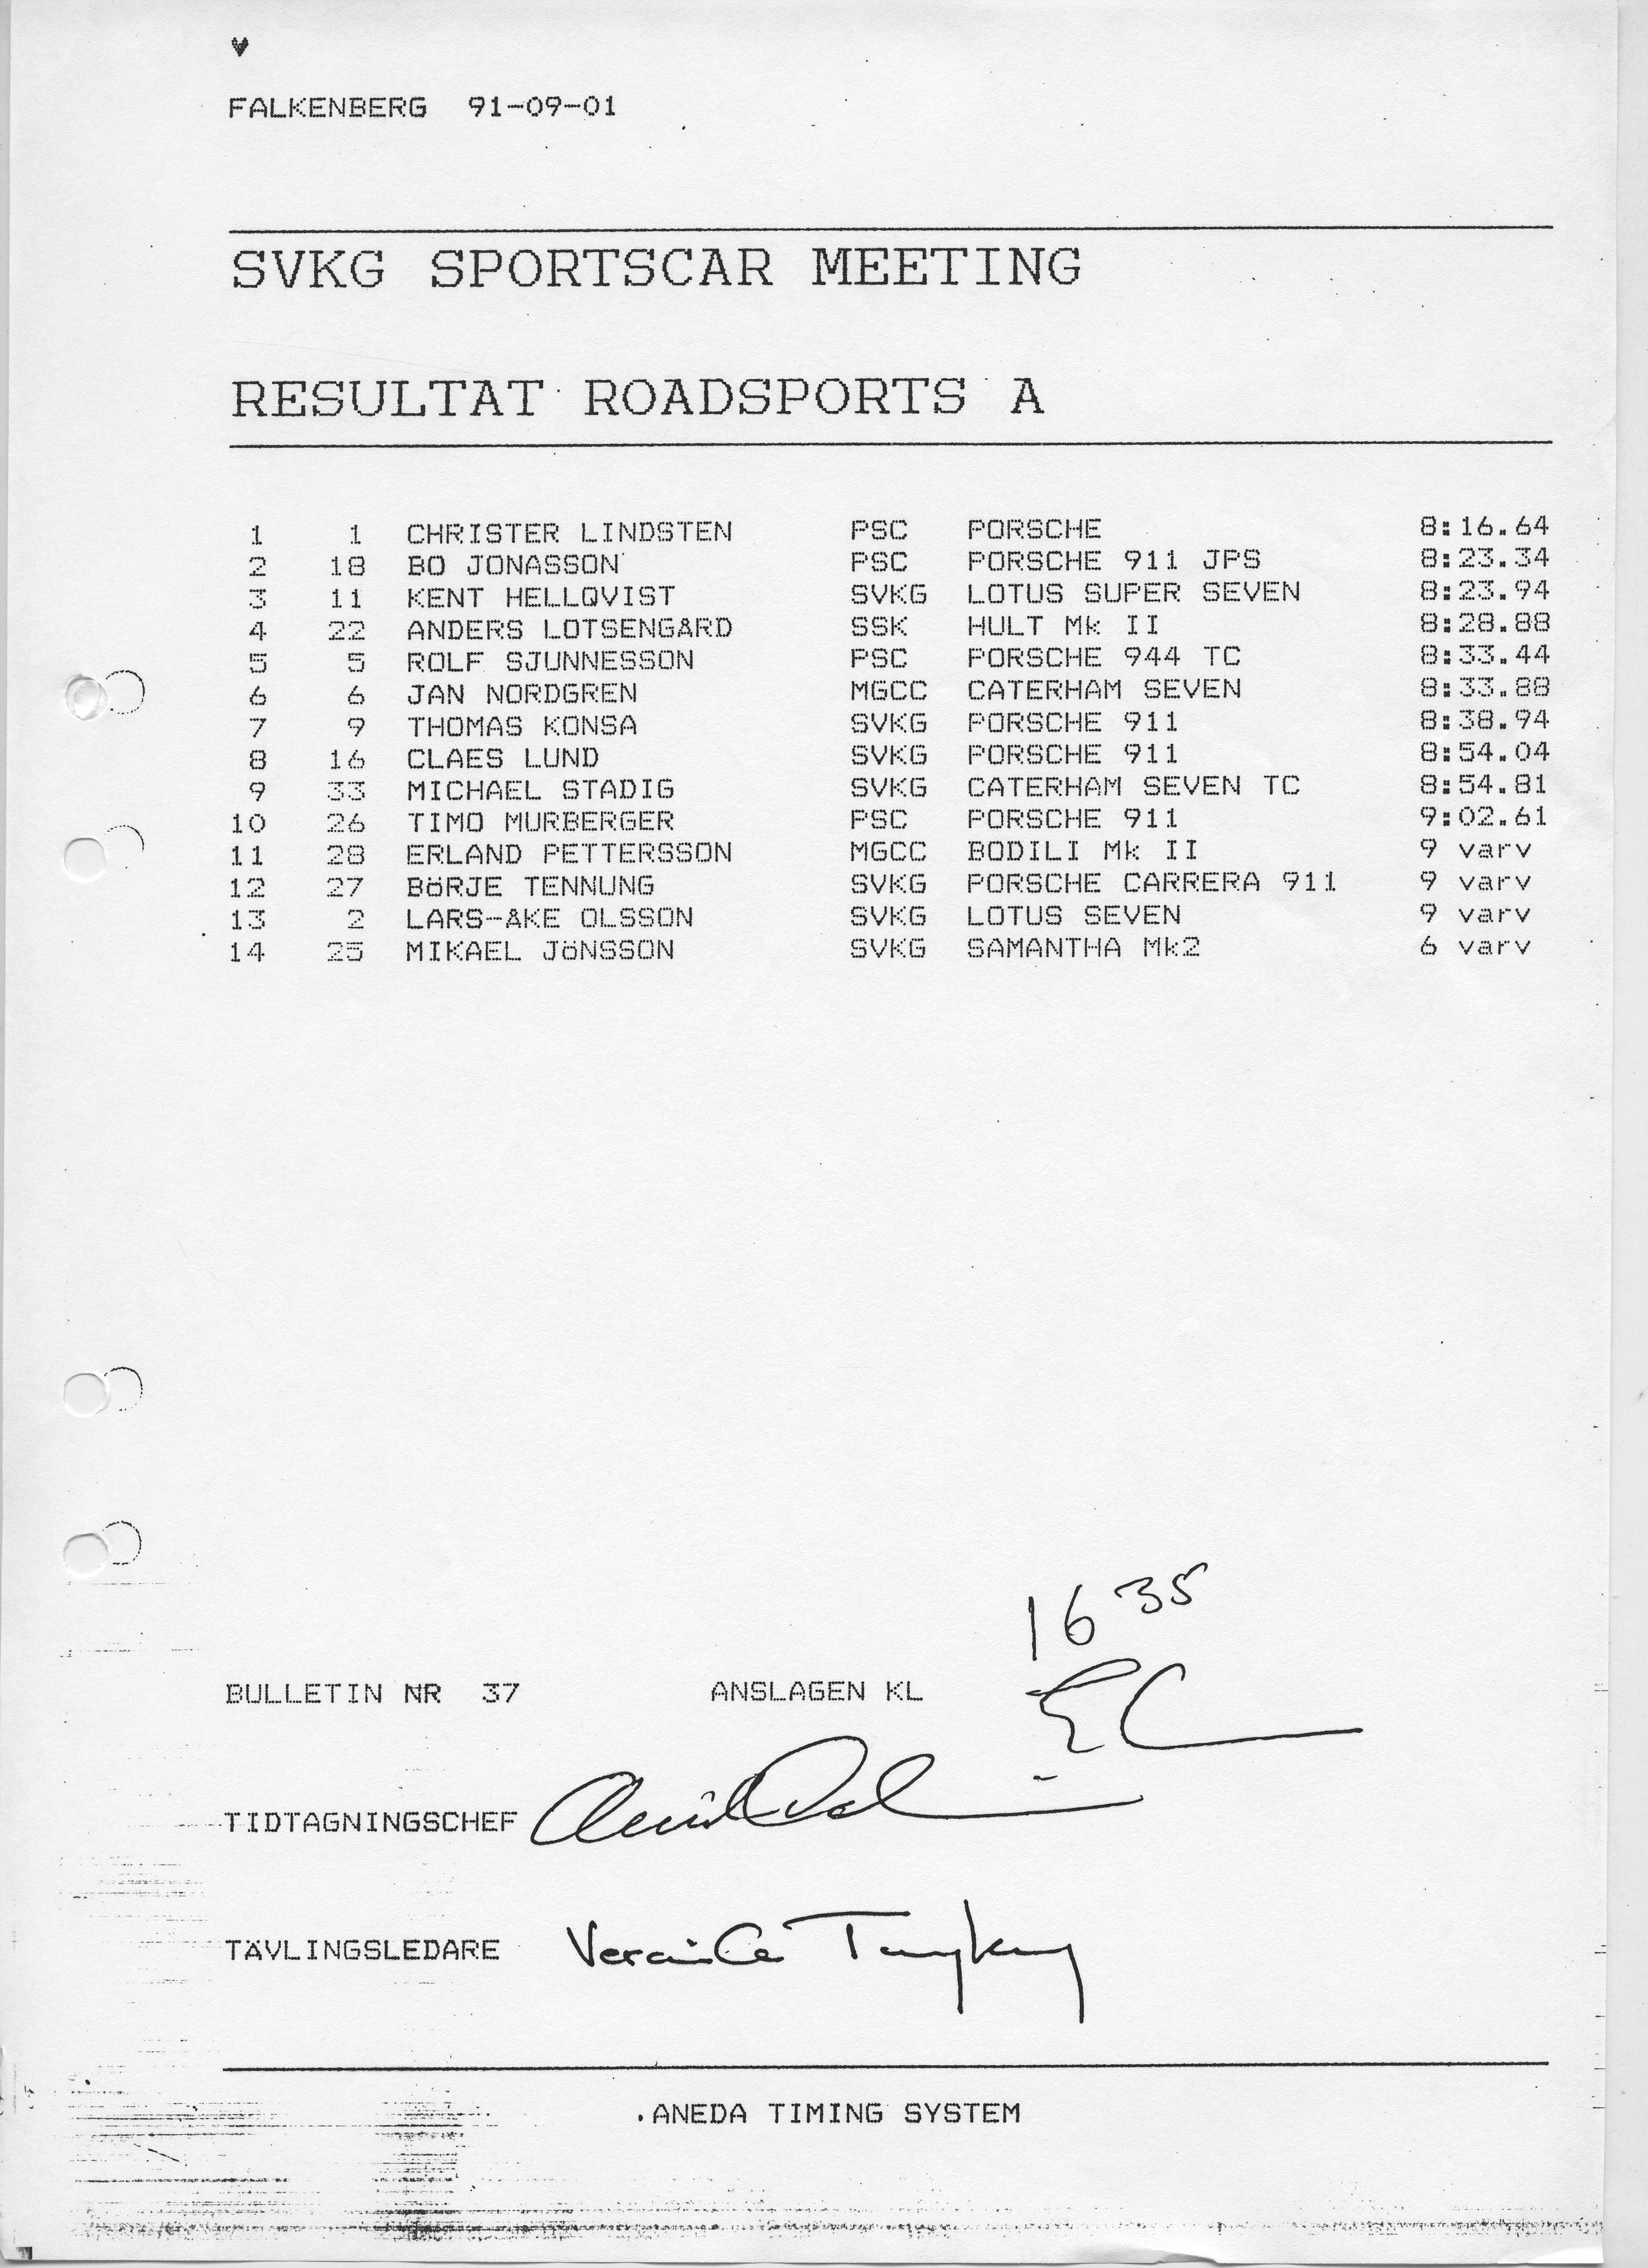 ♥
FALKENBERG 91-09-01
SVKG SPORTSCAR MEETING
RESULTAT ROADSPORTS A
1 1 CHRISTER LINDSTEN PSC PORSCHE 8:16.64
2 18 BO JONASSON PSC PORSCHE 911 JPS 8:23.34
3 11 KENT HELLQVIST SVKG LOTUS SUPER SEVEN 8:23.94
4 22 ANDERS LOTSENGÅRD SSK HULT Mk II 8:28.88
5 5 ROLF SJUNNESSON PSC PORSCHE 944 TC 8:33.44
6 6 JAN NORDGREN MGCC CATERHAM SEVEN 8:33.88
7 9 THOMAS KONSA SVKG PORSCHE 911 8:38.94
8 16 CLAES LUND SVKG PORSCHE 911 8:54.04
9 33 MICHAEL STADIG SVKG CATERHAM SEVEN TC 8:54.81
10 26 TIMO MURBERGER PSC PORSCHE 911 9:02.61
11 28 ERLAND PETTERSSON MGCC BODILI Mk II 9 varv
12 27 BöRJE TENNUNG SVKG PORSCHE CARRERA 911 9 varv
13 2 LARS-ÅKE OLSSON SVKG LOTUS SEVEN 9 varv
14 25 MIKAEL JöNSSON SVKG SAMANTHA Mk2 6 varv
16 35
BULLETIN NR 37 ANSLAGEN KL EC
TIDTAGNINGSCHEF
TÄVLINGSLEDARE
ANEDA TIMING SYSTEM